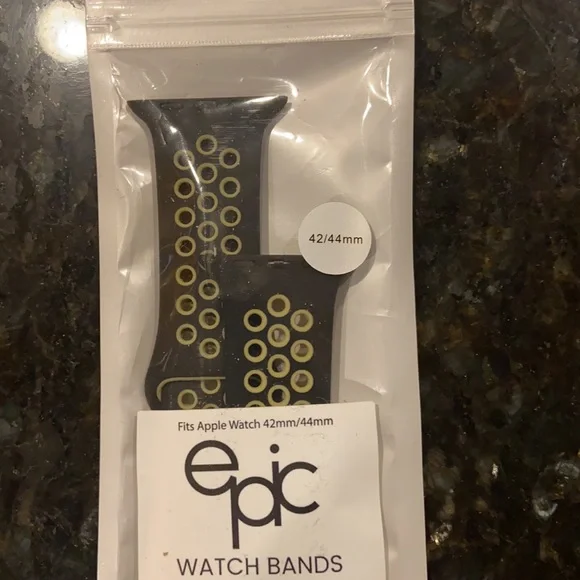 42/44mm
Fits Apple Watch 42mm/44mm
epic
WATCH BANDS